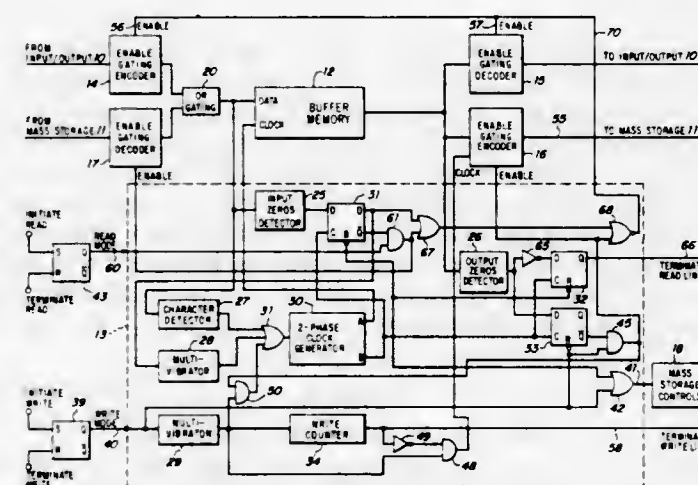 56 ENABLE
57 ENABLE
70
FROM INPUT/OUTPUT 10
ENABLE GATING ENCODER
14
20
OR GATING
12
DATA
CLOCK
BUFFER MEMORY
ENABLE GATING DECODER
15
TO INPUT/OUTPUT 10
FROM MASS STORAGE 11
ENABLE GATING DECODER
17
ENABLE
ENABLE GATING ENCODER
16
55
TO MASS STORAGE 11
CLOCK
ENABLE
INITIATE READ
READ MODE
60
S Q
R Q
43
TERMINATE READ
INPUT ZEROS DETECTOR
25
31
D Q
C R Q
61
67
68
26
OUTPUT ZEROS DETECTOR
65
D Q
C R
32
66
TERMINATE READ LINE
13
CHARACTER DETECTOR
27
MULTI-VIBRATOR
28
31
30
2-PHASE CLOCK GENERATOR
A
B
50
D Q
C R Q
33
45
18
MASS STORAGE CONTROLS
41
42
INITIATE WRITE
39
S Q
R Q
WRITE MODE
40
TERMINATE WRITE
MULTI-VIBRATOR
29
WRITE COUNTER
34
49
48
58